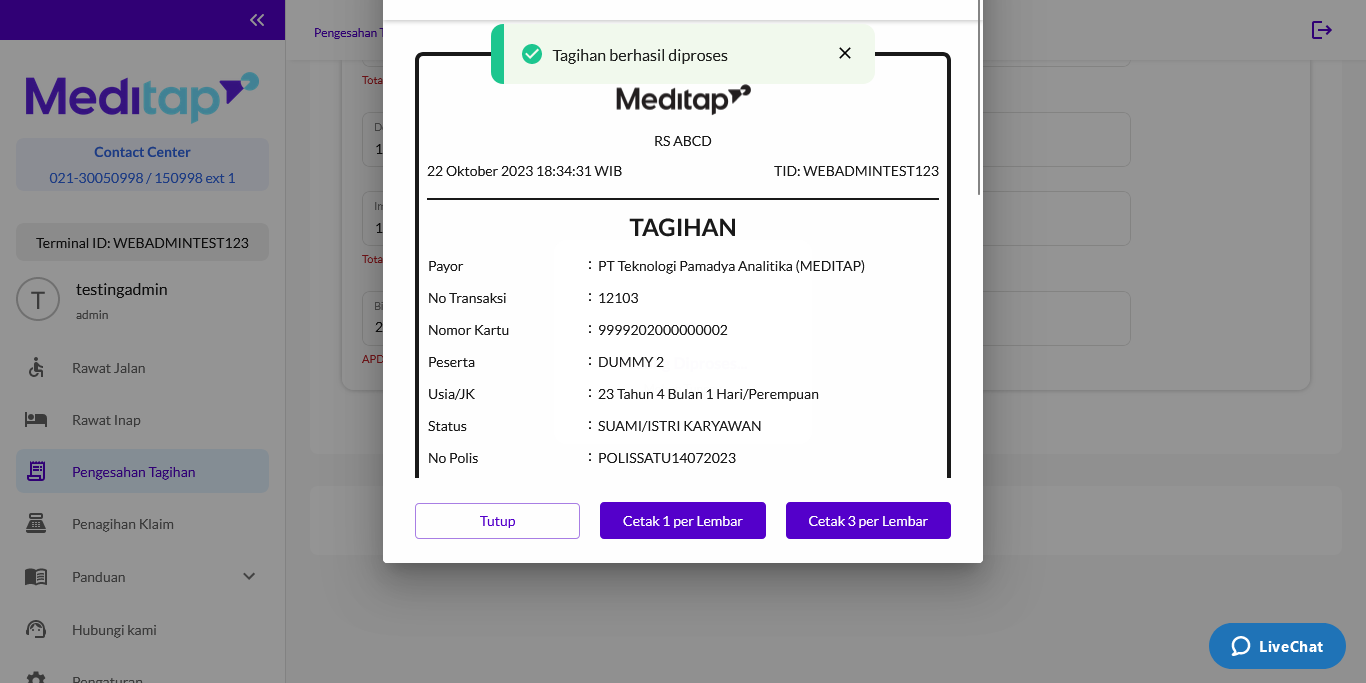 Pengesahan T
Meditap
Contact Center
021-30050998 / 150998 ext 1
Terminal ID: WEBADMINTEST123
T
testingadmin
admin
Rawat Jalan
Rawat Inap
Pengesahan Tagihan
Penagihan Klaim
Panduan
Hubungi kami
Pengaturan
Tota
De
1
Im
1
Tota
Bi
2
APD
Tagihan berhasil diproses
Meditap
RS ABCD
22 Oktober 2023 18:34:31 WIB TID: WEBADMINTEST123
TAGIHAN
Payor : PT Teknologi Pamadya Analitika (MEDITAP)
No Transaksi : 12103
Nomor Kartu : 9999202000000002
Peserta : DUMMY 2
Usia/JK : 23 Tahun 4 Bulan 1 Hari/Perempuan
Status : SUAMI/ISTRI KARYAWAN
No Polis : POLISSATU14072023
Tutup
Cetak 1 per Lembar
Cetak 3 per Lembar
LiveChat